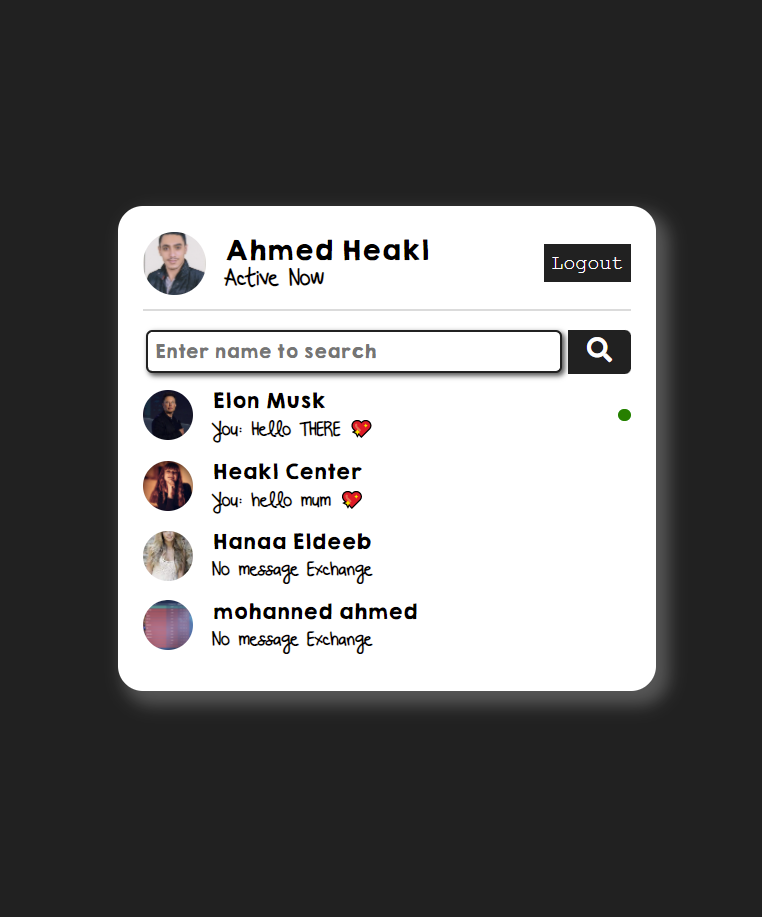 Ahmed Heakl
Active Now
Logout
Enter name to search
Elon Musk
You: Hello THERE 💖
Heakl Center
You: hello mum 💖
Hanaa Eldeeb
No message Exchange
mohanned ahmed
No message Exchange